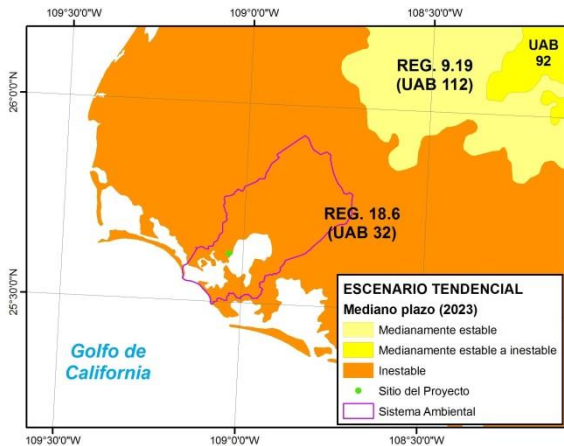 109°30'0"W
109°0'0"W
108°30'0"W
26°0'0"N
25°30'0"N
REG. 9.19
(UAB 112)
UAB
92
REG. 18.6
(UAB 32)
Golfo de
California
ESCENARIO TENDENCIAL
Mediano plazo (2023)
Medianamente estable
Medianamente estable a inestable
Inestable
Sitio del Proyecto
Sistema Ambiental
109°30'0"W
109°0'0"W
108°30'0"W